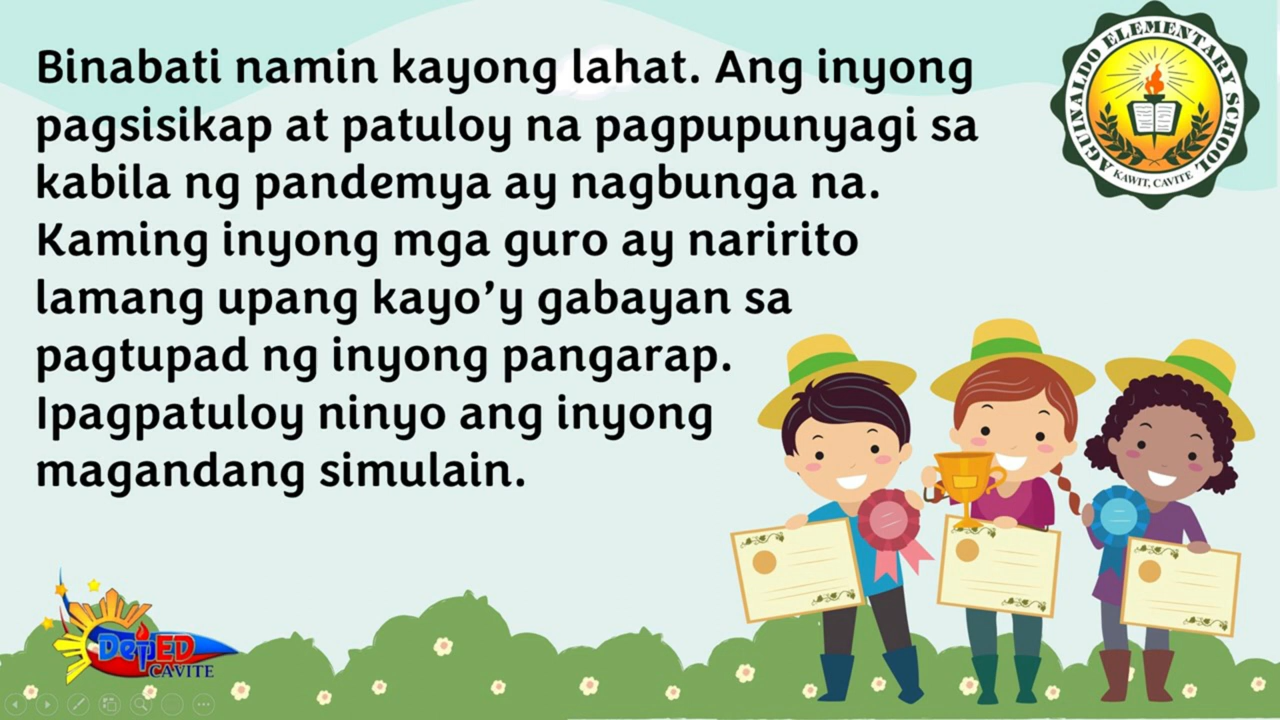 Binabati namin kayong lahat. Ang inyong
pagsisikap at patuloy na pagpupunyagi sa
kabila ng pandemya ay nagbunga na.
Kaming inyong mga guro ay naririto
lamang upang kayo’y gabayan sa
pagtupad ng inyong pangarap.
Ipagpatuloy ninyo ang inyong
magandang simulain.
AGUINALDO ELEMENTARY SCHOOL
KAWIT, CAVITE
DepED
CAVITE